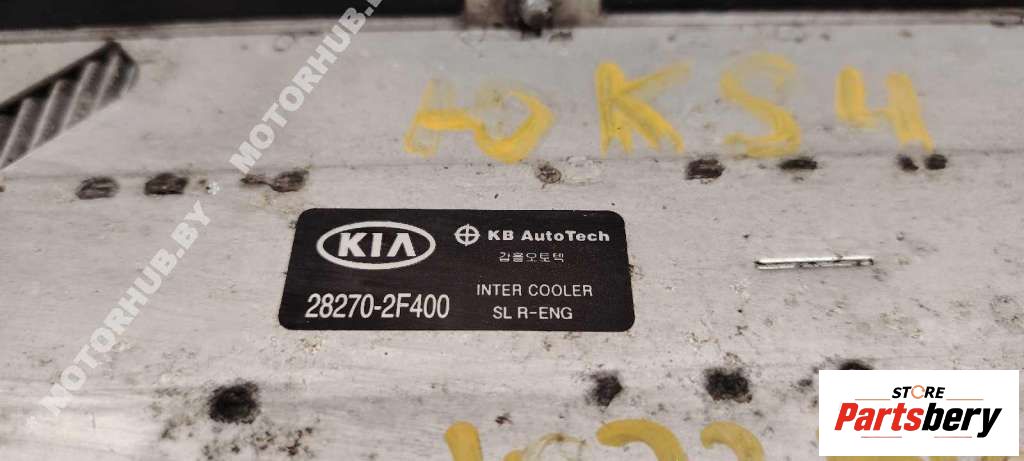 MOTORHUB.BY * MOTORHUB.BY
KS4
KIA
KB AutoTech
갑을오토텍
28270-2F400
INTER COOLER
SL R-ENG
STORE
Partsbery